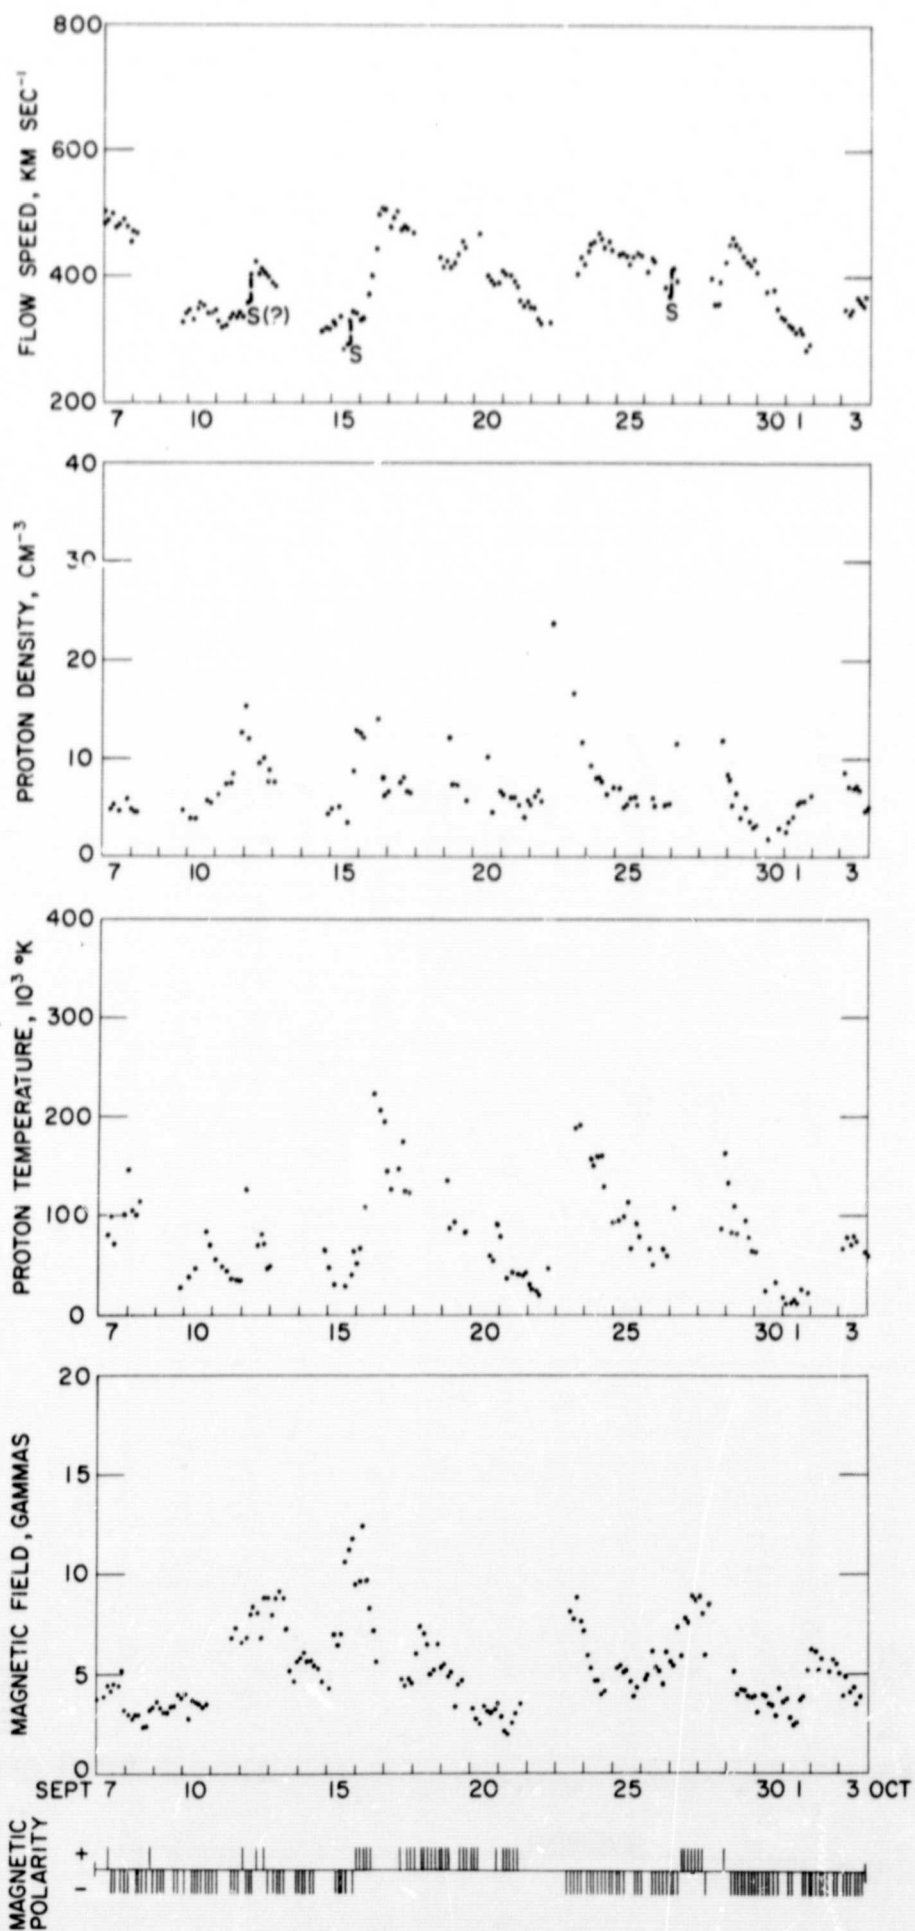 FLOW SPEED, KM SEC⁻¹
800
600
400
200
S(?)
S
S
7 10 15 20 25 30 1 3
PROTON DENSITY, CM⁻³
40
30
20
10
0
7 10 15 20 25 30 1 3
PROTON TEMPERATURE, 10³ °K
400
300
200
100
0
7 10 15 20 25 30 1 3
MAGNETIC FIELD, GAMMAS
20
15
10
5
0
SEPT 7 10 15 20 25 30 1 3 OCT
MAGNETIC
POLARITY
+
−